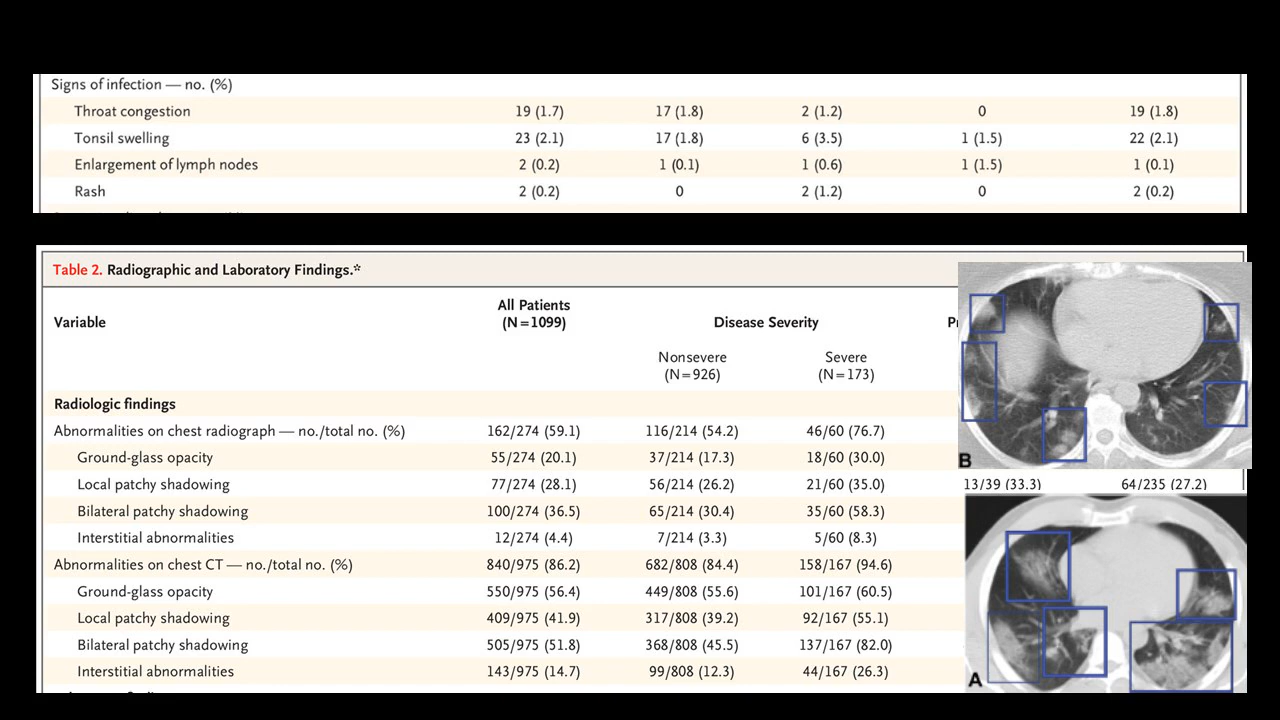 Signs of infection — no. (%)
Throat congestion 19 (1.7) 17 (1.8) 2 (1.2) 0 19 (1.8)
Tonsil swelling 23 (2.1) 17 (1.8) 6 (3.5) 1 (1.5) 22 (2.1)
Enlargement of lymph nodes 2 (0.2) 1 (0.1) 1 (0.6) 1 (1.5) 1 (0.1)
Rash 2 (0.2) 0 2 (1.2) 0 2 (0.2)
Table 2. Radiographic and Laboratory Findings.*
All Patients
Variable (N=1099) Disease Severity
Nonsevere Severe
(N=926) (N=173)
Radiologic findings
Abnormalities on chest radiograph — no./total no. (%) 162/274 (59.1) 116/214 (54.2) 46/60 (76.7)
Ground-glass opacity 55/274 (20.1) 37/214 (17.3) 18/60 (30.0)
B
Local patchy shadowing 77/274 (28.1) 56/214 (26.2) 21/60 (35.0) 13/39 (33.3) 64/235 (27.2)
Bilateral patchy shadowing 100/274 (36.5) 65/214 (30.4) 35/60 (58.3)
Interstitial abnormalities 12/274 (4.4) 7/214 (3.3) 5/60 (8.3)
Abnormalities on chest CT — no./total no. (%) 840/975 (86.2) 682/808 (84.4) 158/167 (94.6)
Ground-glass opacity 550/975 (56.4) 449/808 (55.6) 101/167 (60.5)
Local patchy shadowing 409/975 (41.9) 317/808 (39.2) 92/167 (55.1)
Bilateral patchy shadowing 505/975 (51.8) 368/808 (45.5) 137/167 (82.0)
Interstitial abnormalities 143/975 (14.7) 99/808 (12.3) 44/167 (26.3)
A